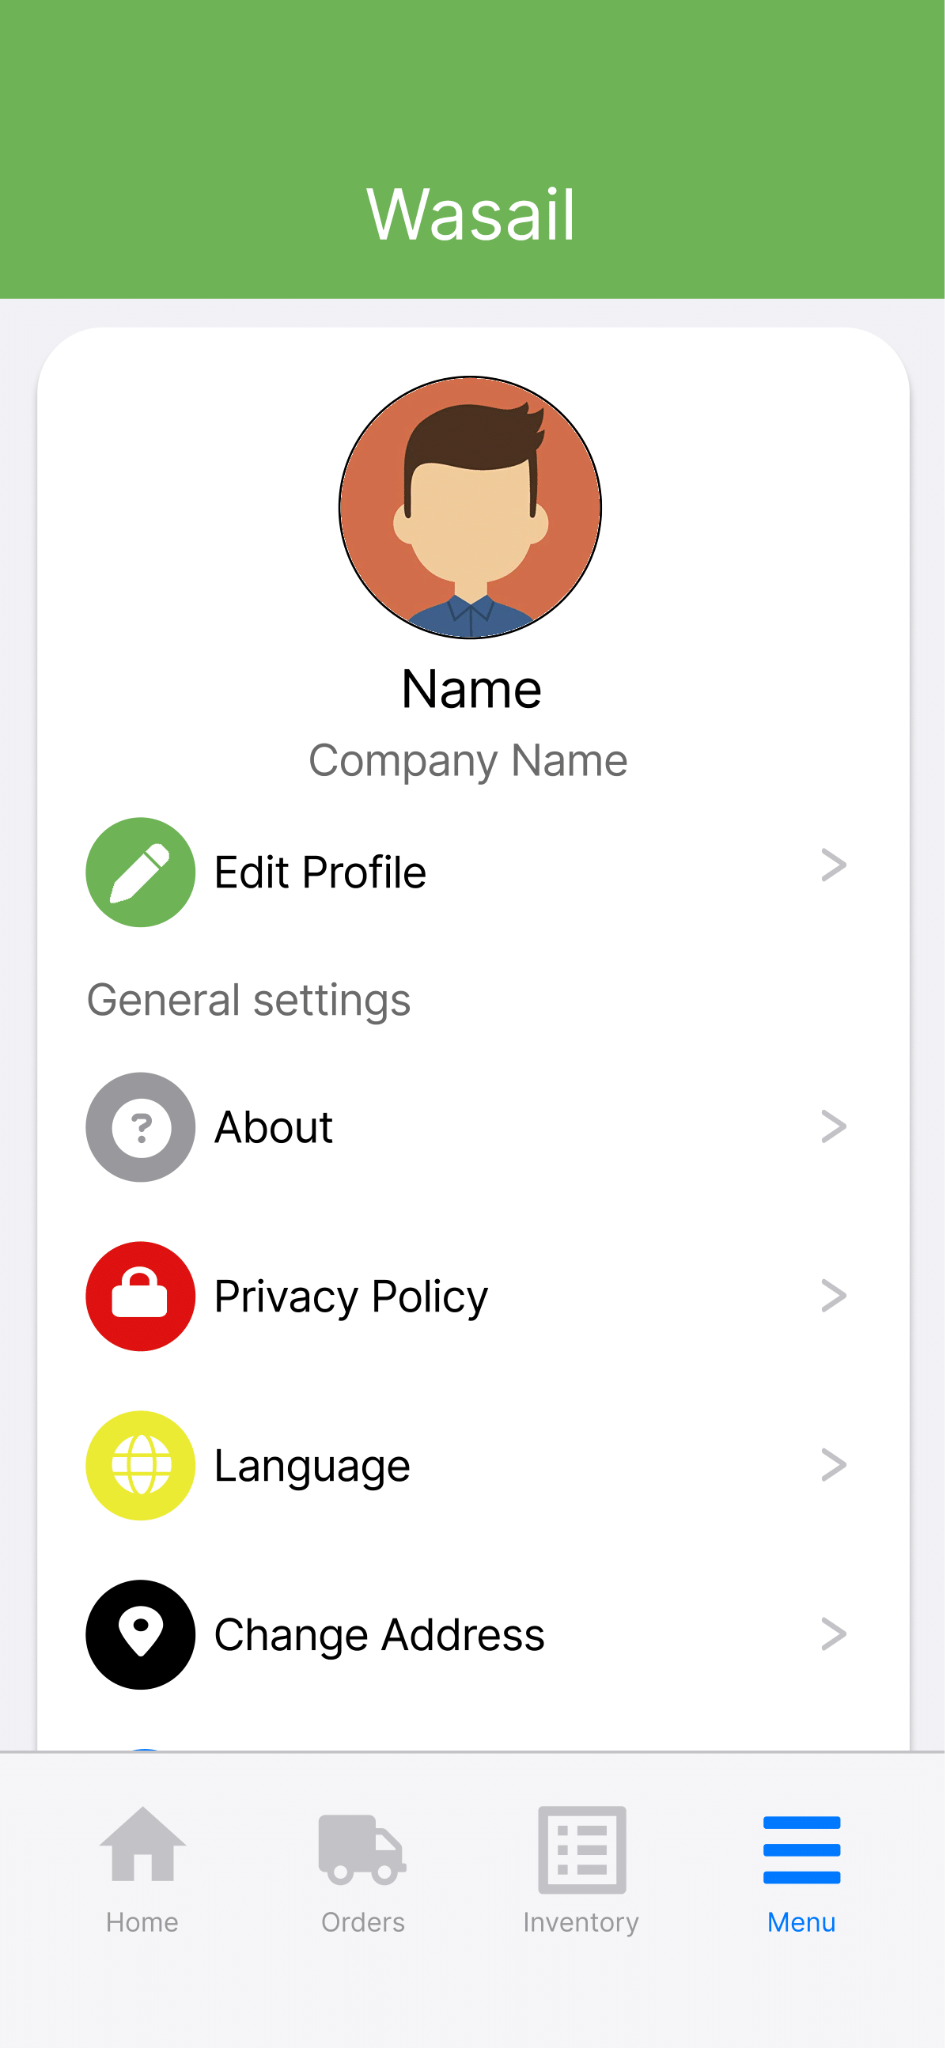 Wasail
Name
Company Name
Edit Profile
General settings
About
Privacy Policy
Language
Change Address
Home
Orders
Inventory
Menu